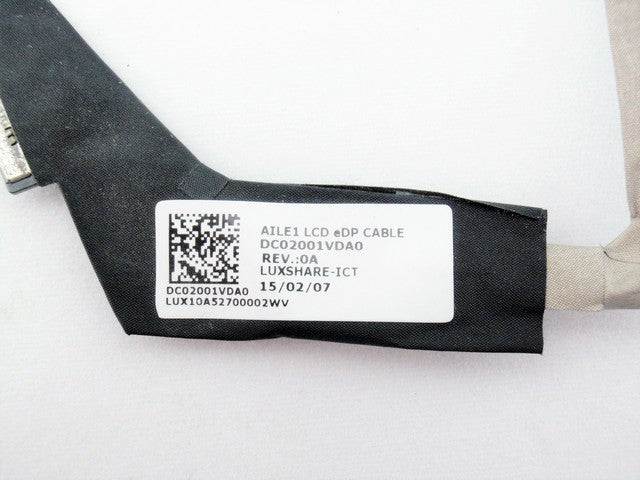 AILE1 LCD eDP CABLE
DC02001VDA0
REV.:0A
LUXSHARE-ICT
15/02/07
DC02001VDA0
LUX10A52700002WV